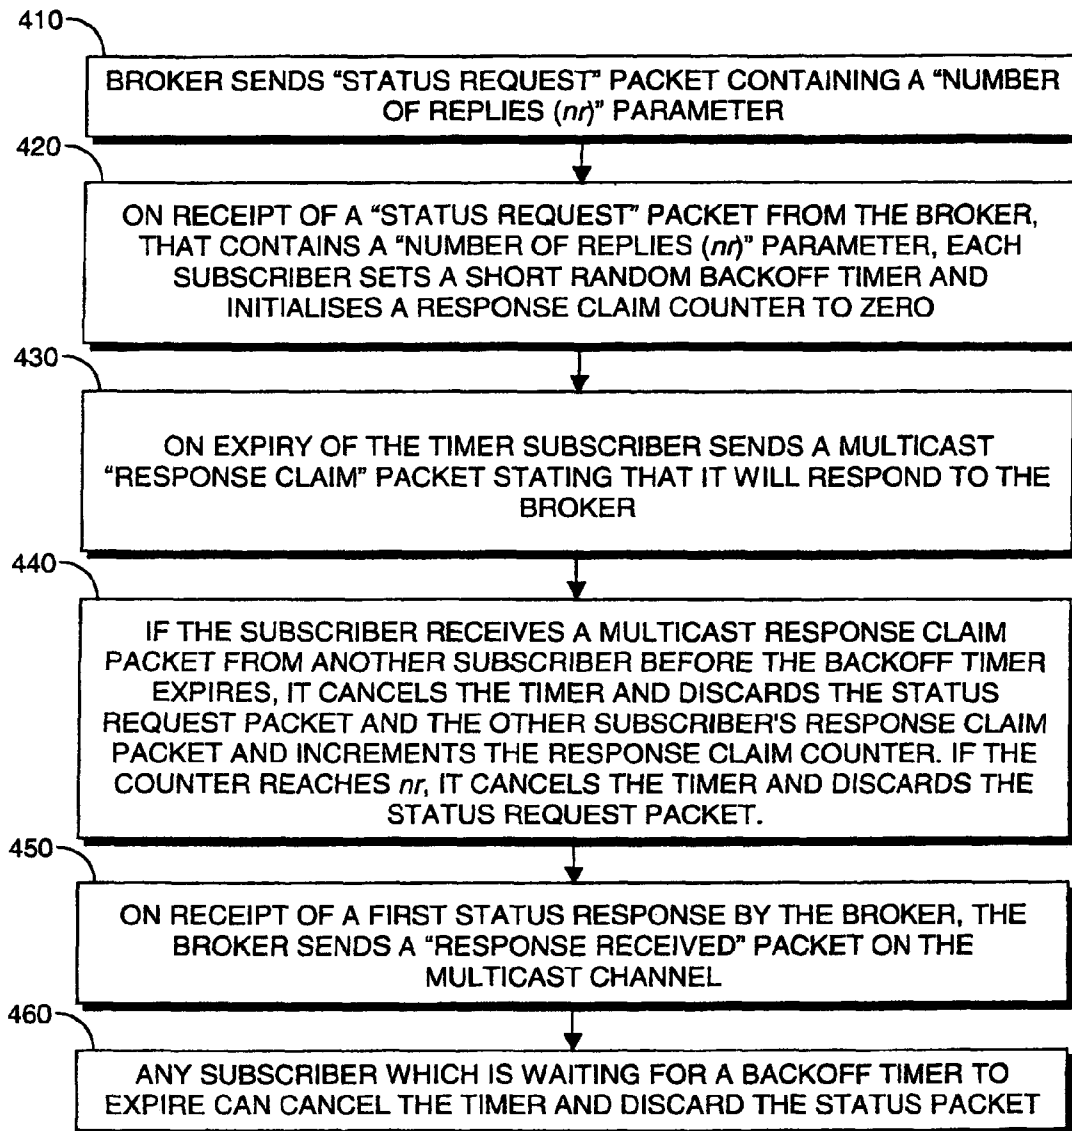 410
BROKER SENDS “STATUS REQUEST” PACKET CONTAINING A “NUMBER
OF REPLIES (nr)” PARAMETER
420
ON RECEIPT OF A “STATUS REQUEST” PACKET FROM THE BROKER,
THAT CONTAINS A “NUMBER OF REPLIES (nr)” PARAMETER, EACH
SUBSCRIBER SETS A SHORT RANDOM BACKOFF TIMER AND
INITIALISES A RESPONSE CLAIM COUNTER TO ZERO
430
ON EXPIRY OF THE TIMER SUBSCRIBER SENDS A MULTICAST
“RESPONSE CLAIM” PACKET STATING THAT IT WILL RESPOND TO THE
BROKER
440
IF THE SUBSCRIBER RECEIVES A MULTICAST RESPONSE CLAIM
PACKET FROM ANOTHER SUBSCRIBER BEFORE THE BACKOFF TIMER
EXPIRES, IT CANCELS THE TIMER AND DISCARDS THE STATUS
REQUEST PACKET AND THE OTHER SUBSCRIBER'S RESPONSE CLAIM
PACKET AND INCREMENTS THE RESPONSE CLAIM COUNTER. IF THE
COUNTER REACHES nr, IT CANCELS THE TIMER AND DISCARDS THE
STATUS REQUEST PACKET.
450
ON RECEIPT OF A FIRST STATUS RESPONSE BY THE BROKER, THE
BROKER SENDS A “RESPONSE RECEIVED” PACKET ON THE
MULTICAST CHANNEL
460
ANY SUBSCRIBER WHICH IS WAITING FOR A BACKOFF TIMER TO
EXPIRE CAN CANCEL THE TIMER AND DISCARD THE STATUS PACKET